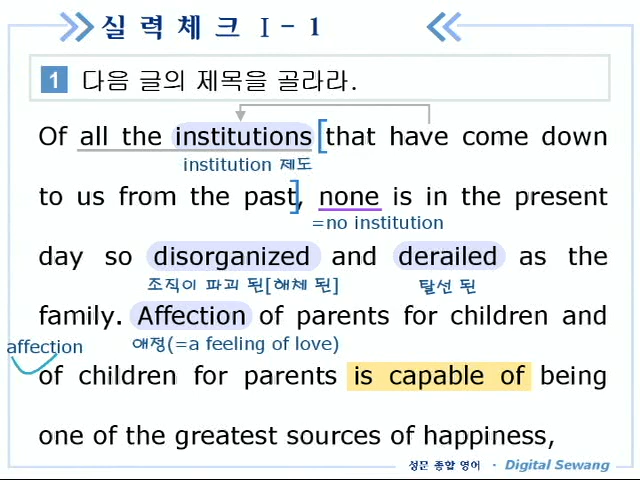 실력체크 I - 1
1 다음 글의 제목을 골라라.
Of all the institutions [that have come down
institution 제도
to us from the past], none is in the present
=no institution
day so disorganized and derailed as the
조직이 파괴 된[해체 된] 탈선 된
family. Affection of parents for children and
affection 애정(=a feeling of love)
of children for parents is capable of being
one of the greatest sources of happiness,
성문 종합 영어 · Digital Sewang